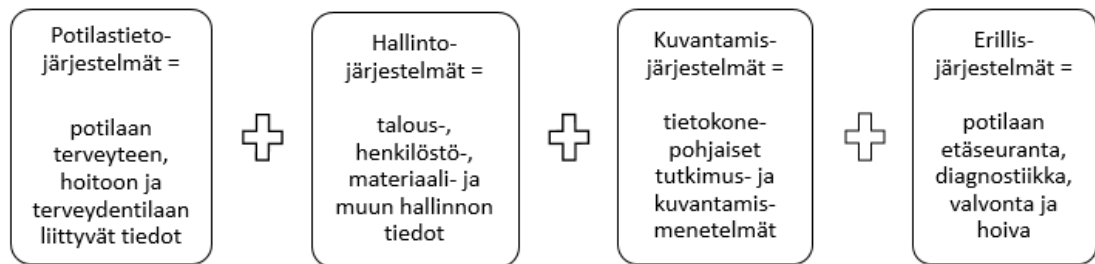 Potilastieto-
järjestelmät =
potilaan
terveyteen,
hoitoon ja
terveydentilaan
liittyvät tiedot
Hallinto-
järjestelmät =
talous-,
henkilöstö-,
materiaali- ja
muun hallinnon
tiedot
Kuvantamis-
järjestelmät =
tietokone-
pohjaiset
tutkimus- ja
kuvantamis-
menetelmät
Erillis-
järjestelmät =
potilaan
etäseuranta,
diagnostiikka,
valvonta ja
hoiva